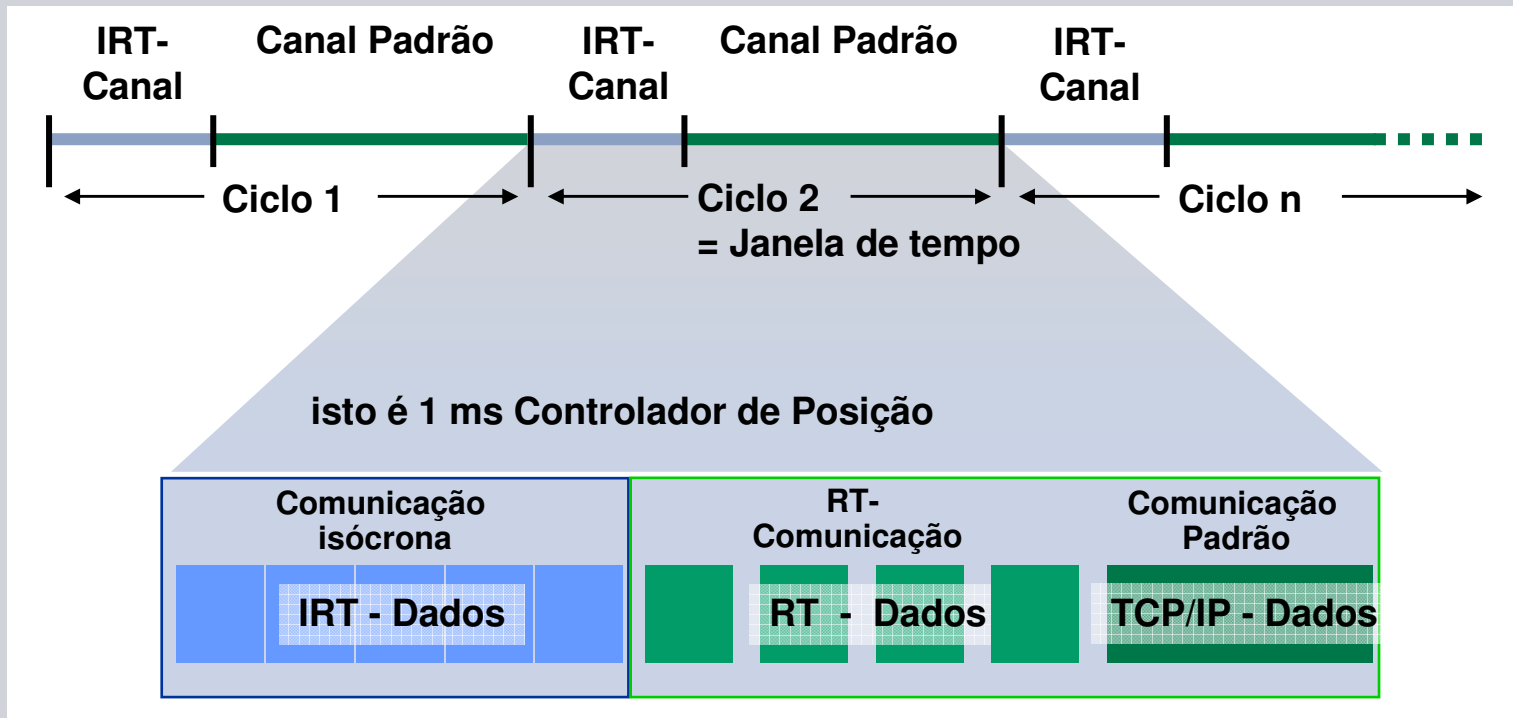 IRT-
Canal
Canal Padrão
IRT-
Canal
Canal Padrão
IRT-
Canal
Ciclo 1
Ciclo 2
= Janela de tempo
Ciclo n
isto é 1 ms Controlador de Posição
Comunicação
isócrona
RT-
Comunicação
Comunicação
Padrão
IRT - Dados
RT - Dados
TCP/IP - Dados